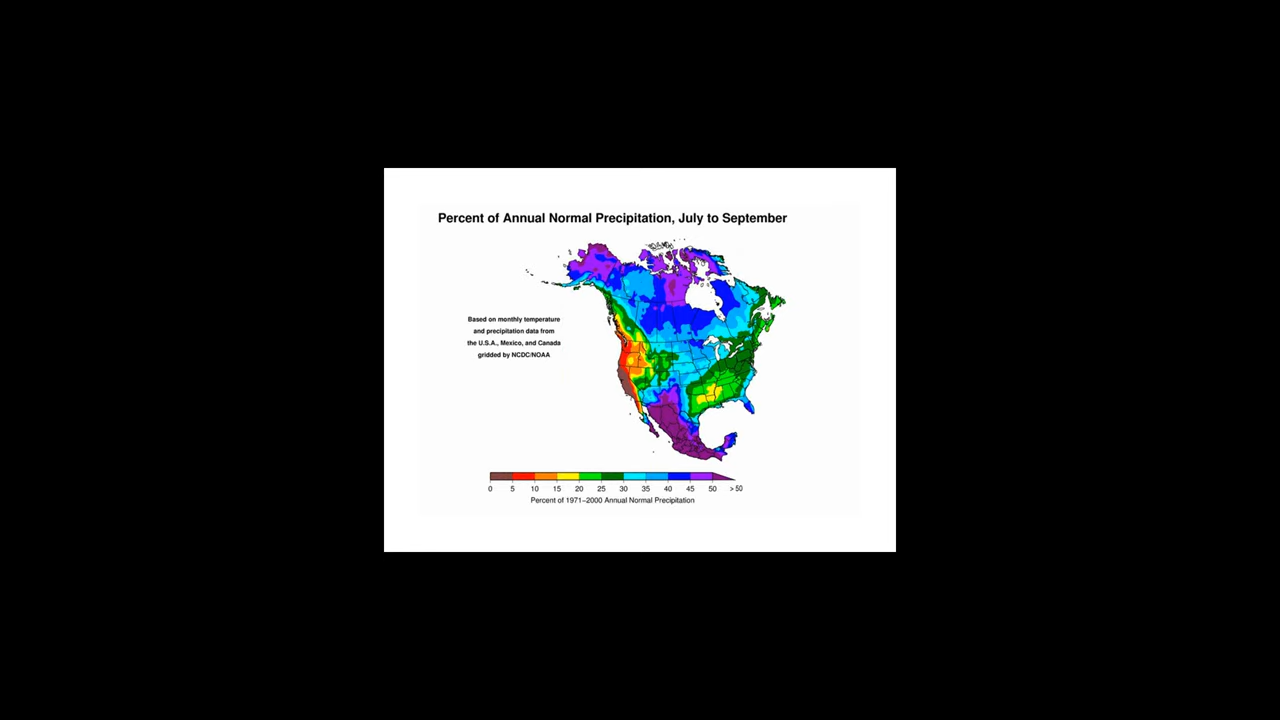 Percent of Annual Normal Precipitation, July to September
Based on monthly temperature
and precipitation data from
the U.S.A., Mexico, and Canada
gridded by NCDC/NOAA
0 5 10 15 20 25 30 35 40 45 50 > 50
Percent of 1971–2000 Annual Normal Precipitation